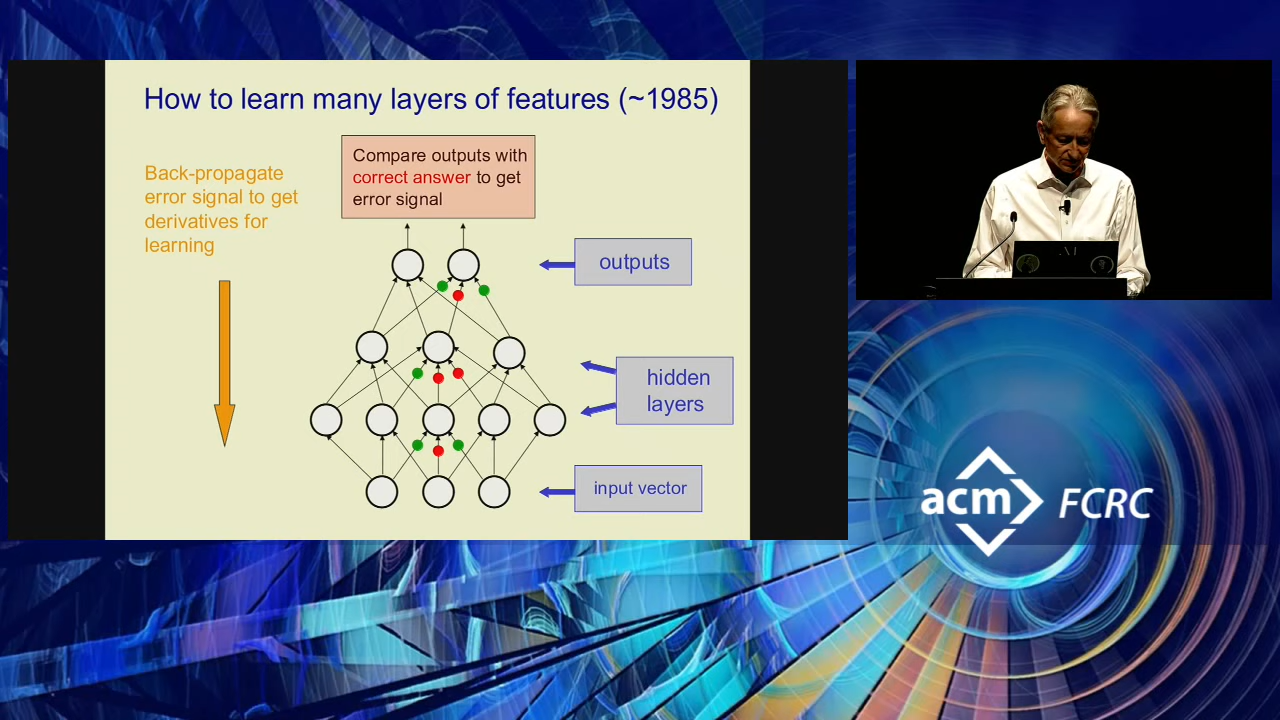 How to learn many layers of features (~1985)
Back-propagate
error signal to get
derivatives for
learning
Compare outputs with
correct answer to get
error signal
outputs
hidden
layers
input vector
acm FCRC